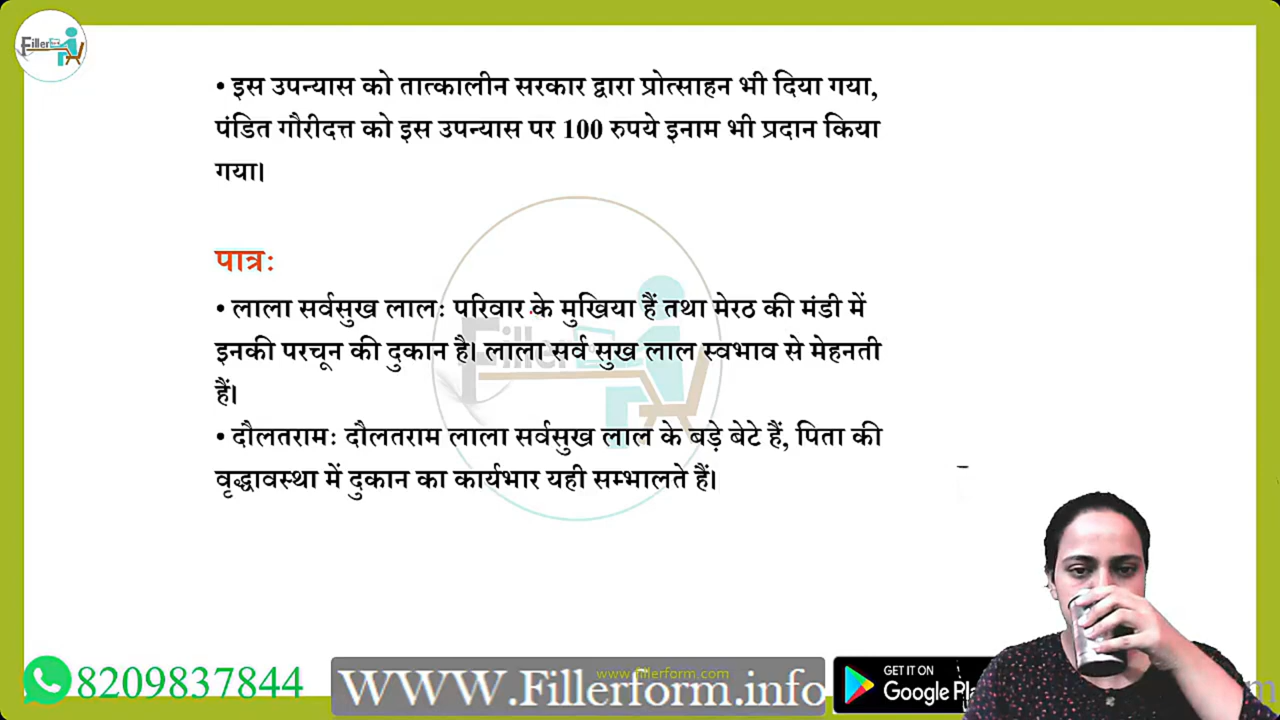 Fillerform
• इस उपन्यास को तात्कालीन सरकार द्वारा प्रोत्साहन भी दिया गया,
पंडित गौरीदत्त को इस उपन्यास पर 100 रुपये इनाम भी प्रदान किया
गया।
पात्रः
• लाला सर्वसुख लालः परिवार के मुखिया हैं तथा मेरठ की मंडी में
इनकी परचून की दुकान है। लाला सर्व सुख लाल स्वभाव से मेहनती
हैं।
• दौलतरामः दौलतराम लाला सर्वसुख लाल के बड़े बेटे हैं, पिता की
वृद्धावस्था में दुकान का कार्यभार यही सम्भालते हैं।
8209837844
www.fillerform.com
WWW.Fillerform.info
GET IT ON
Google Pla